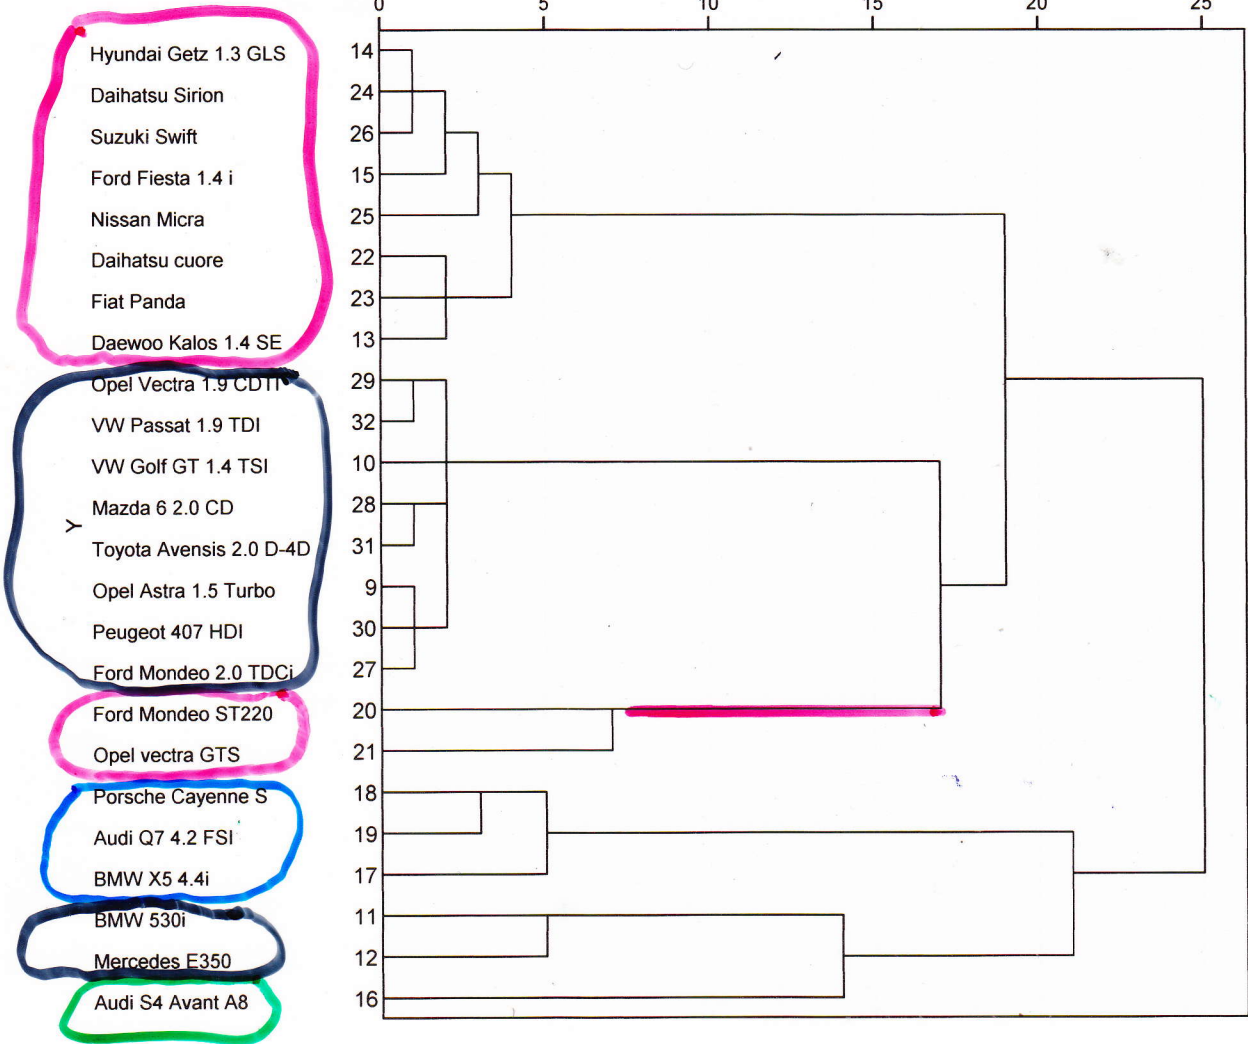 0 5 10 15 20 25
Hyundai Getz 1.3 GLS 14
Daihatsu Sirion 24
Suzuki Swift 26
Ford Fiesta 1.4 i 15
Nissan Micra 25
Daihatsu cuore 22
Fiat Panda 23
Daewoo Kalos 1.4 SE 13
Opel Vectra 1.9 CDTI 29
VW Passat 1.9 TDI 32
VW Golf GT 1.4 TSI 10
Mazda 6 2.0 CD 28
Y
Toyota Avensis 2.0 D-4D 31
Opel Astra 1.5 Turbo 9
Peugeot 407 HDI 30
Ford Mondeo 2.0 TDCi 27
Ford Mondeo ST220 20
Opel vectra GTS 21
Porsche Cayenne S 18
Audi Q7 4.2 FSI 19
BMW X5 4.4i 17
BMW 530i 11
Mercedes E350 12
Audi S4 Avant A8 16